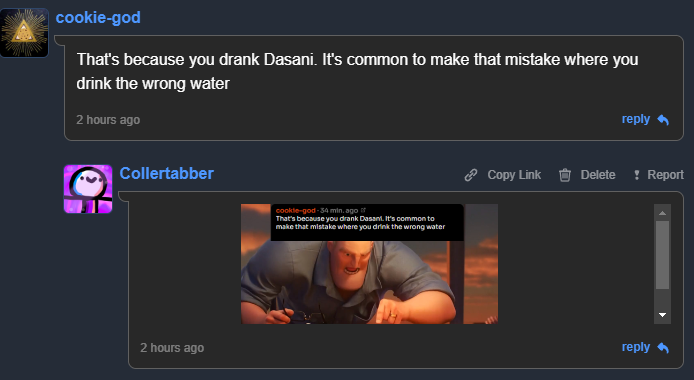 cookie-god
That's because you drank Dasani. It's common to make that mistake where you
drink the wrong water
2 hours ago
reply
Collertabber
Copy Link
Delete
Report
cookie-god · 34 min. ago
That's because you drank Dasani. It's common to
make that mistake where you drink the wrong water
2 hours ago
reply